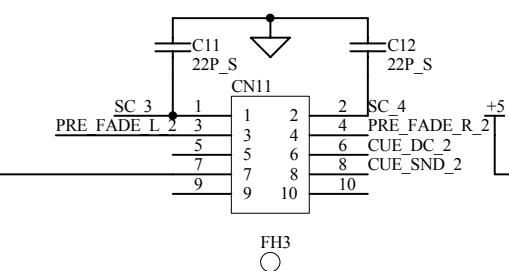 C11 C12
22P_S 22P_S
CN11
SC_3 1 1 2 2 SC_4 +5
PRE_FADE_L_2 3 3 4 4 PRE_FADE_R_2
5 5 6 6 CUE_DC_2
7 7 8 8 CUE_SND_2
9 9 10 10
FH3